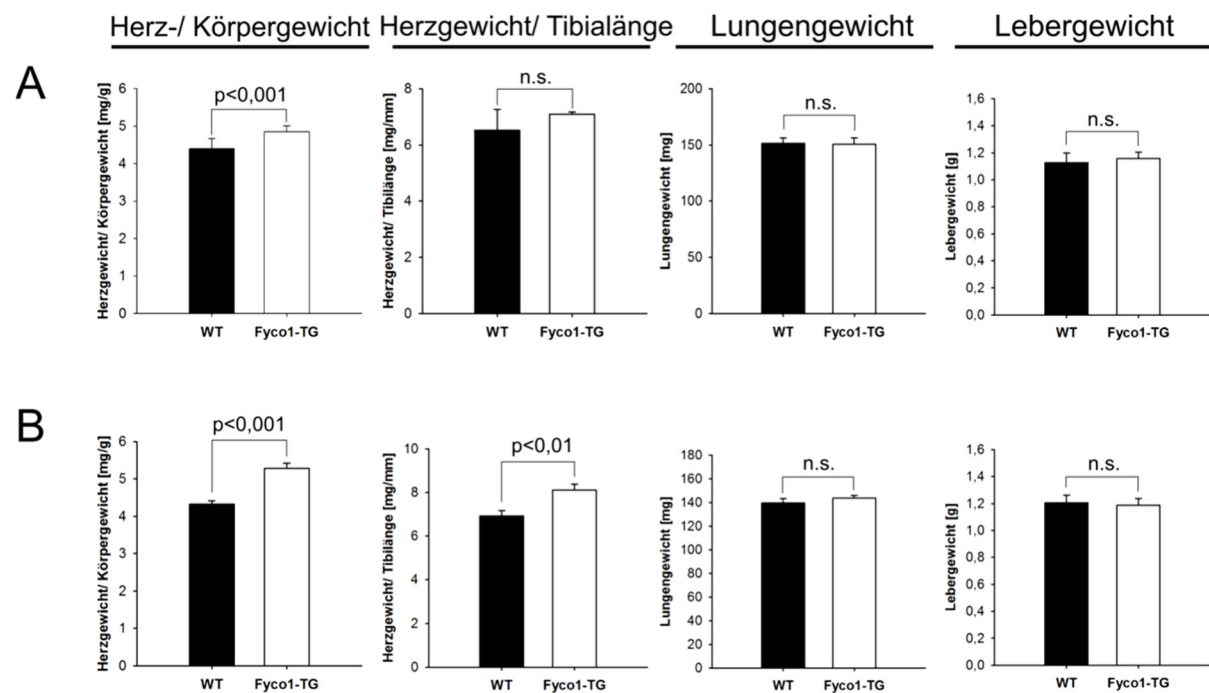 Herz-/ Körpergewicht
Herzgewicht/ Tibialänge
Lungengewicht
Lebergewicht
A
Herzgewicht/ Körpergewicht [mg/g]
6
5
4
3
2
1
0
p<0,001
WT
Fyco1-TG
Herzgewicht/ Tibilänge [mg/mm]
8
6
4
2
0
n.s.
WT
Fyco1-TG
Lungengewicht [mg]
200
150
100
50
0
n.s.
WT
Fyco1-TG
Lebergewicht [g]
1,6
1,4
1,2
1,0
0,8
0,6
0,4
0,2
0,0
n.s.
WT
Fyco1-TG
B
Herzgewicht/ Körpergewicht [mg/g]
6
5
4
3
2
1
0
p<0,001
WT
Fyco1-TG
Herzgewicht/ Tibilänge [mg/mm]
10
8
6
4
2
0
p<0,01
WT
Fyco1-TG
Lungengewicht [mg]
180
160
140
120
100
80
60
40
20
0
n.s.
WT
Fyco1-TG
Lebergewicht [g]
1,6
1,4
1,2
1,0
0,8
0,6
0,4
0,2
0,0
n.s.
WT
Fyco1-TG